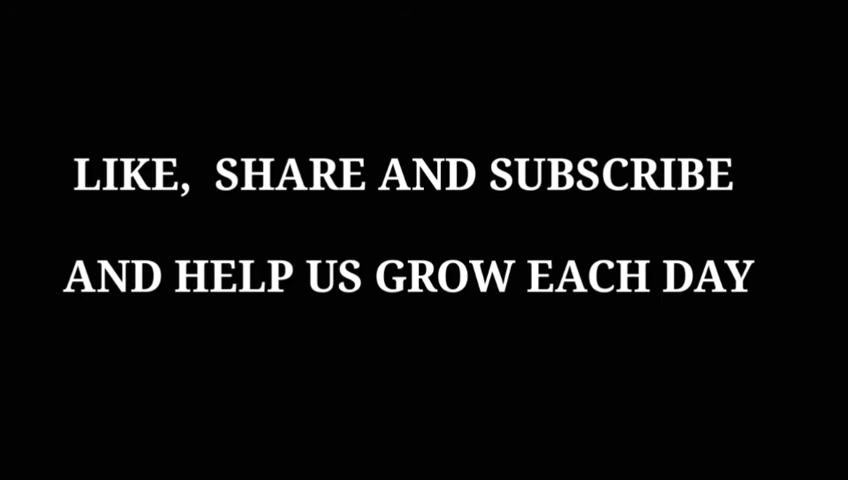 LIKE,  SHARE AND SUBSCRIBE
AND HELP US GROW EACH DAY